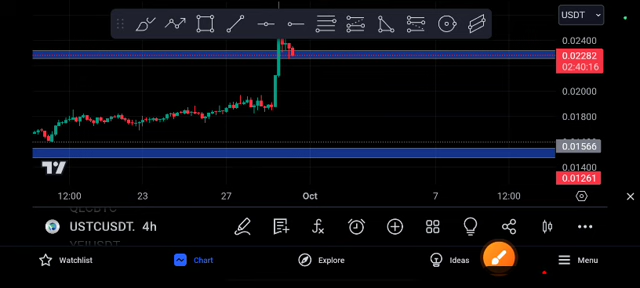 USDT
0.02400
0.02282
02:40:16
0.02000
0.01800
0.01566
0.01400
0.01261
12:00
23
27
Oct
7
12:00
USTCUSDT. 4h
Watchlist
Chart
Explore
Ideas
Menu